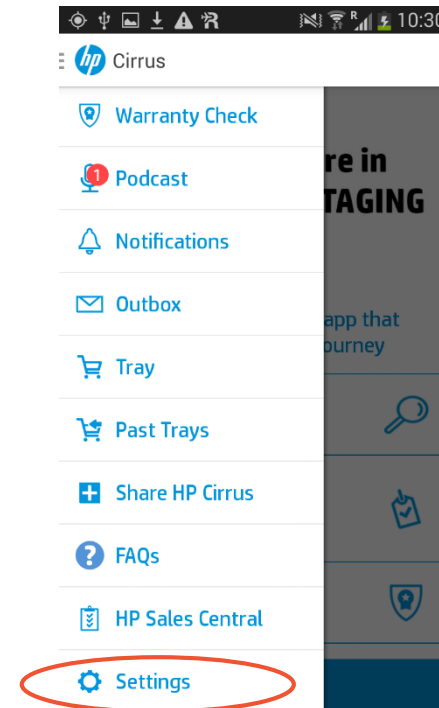 R 10:30
hp Cirrus
Warranty Check
re in
1
Podcast
TAGING
Notifications
Outbox
app that
ourney
Tray
Past Trays
Share HP Cirrus
? FAQs
HP Sales Central
Settings